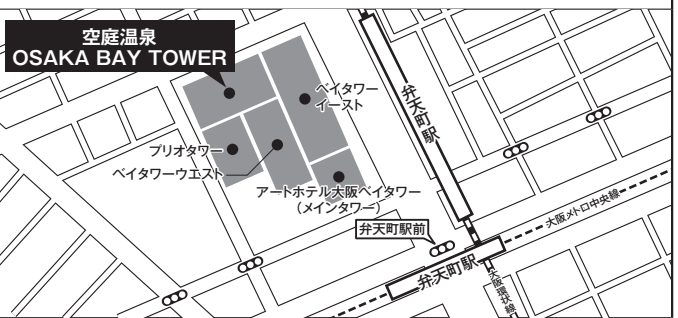 空庭温泉
OSAKA BAY TOWER
ベイタワー
イースト
弁天町駅
プリオタワー
ベイタワーウエスト
アートホテル大阪ベイタワー
(メインタワー)
弁天町駅前
大阪メトロ中央線
弁天町駅
大阪環状線